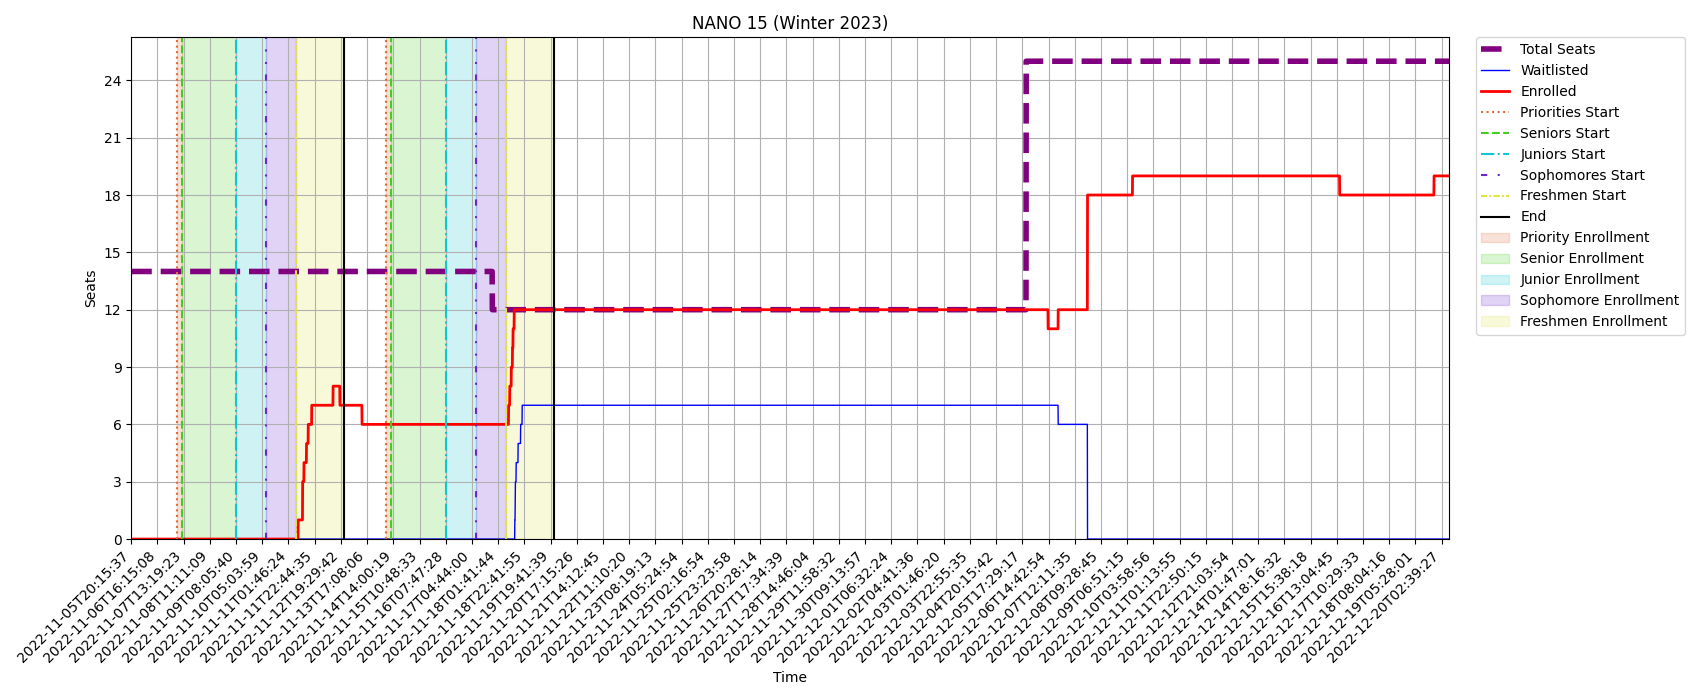 NANO 15 (Winter 2023)
Seats
24
21
18
15
12
9
6
3
0
2022-11-05T20:15:37
2022-11-06T16:15:08
2022-11-07T13:19:23
2022-11-08T11:11:09
2022-11-09T08:05:40
2022-11-10T05:03:59
2022-11-11T01:46:24
2022-11-11T22:44:35
2022-11-12T19:29:42
2022-11-13T17:08:06
2022-11-14T14:00:19
2022-11-15T10:48:33
2022-11-16T07:47:28
2022-11-17T04:44:00
2022-11-18T01:41:44
2022-11-18T22:41:55
2022-11-19T19:41:39
2022-11-20T17:15:26
2022-11-21T14:12:45
2022-11-22T11:10:20
2022-11-23T08:19:13
2022-11-24T05:24:54
2022-11-25T02:16:54
2022-11-25T23:23:58
2022-11-26T20:28:14
2022-11-27T17:34:39
2022-11-28T14:46:04
2022-11-29T11:58:32
2022-11-30T09:13:57
2022-12-01T06:32:24
2022-12-02T04:41:36
2022-12-03T01:46:20
2022-12-03T22:55:35
2022-12-04T20:15:42
2022-12-05T17:29:17
2022-12-06T14:42:54
2022-12-07T12:11:35
2022-12-08T09:28:45
2022-12-09T06:51:15
2022-12-10T03:58:56
2022-12-11T01:13:55
2022-12-11T22:50:15
2022-12-12T21:03:54
2022-12-14T01:47:01
2022-12-14T18:16:32
2022-12-15T15:38:18
2022-12-16T13:04:45
2022-12-17T10:29:33
2022-12-18T08:04:16
2022-12-19T05:28:01
2022-12-20T02:39:27
Time
Total Seats
Waitlisted
Enrolled
Priorities Start
Seniors Start
Juniors Start
Sophomores Start
Freshmen Start
End
Priority Enrollment
Senior Enrollment
Junior Enrollment
Sophomore Enrollment
Freshmen Enrollment